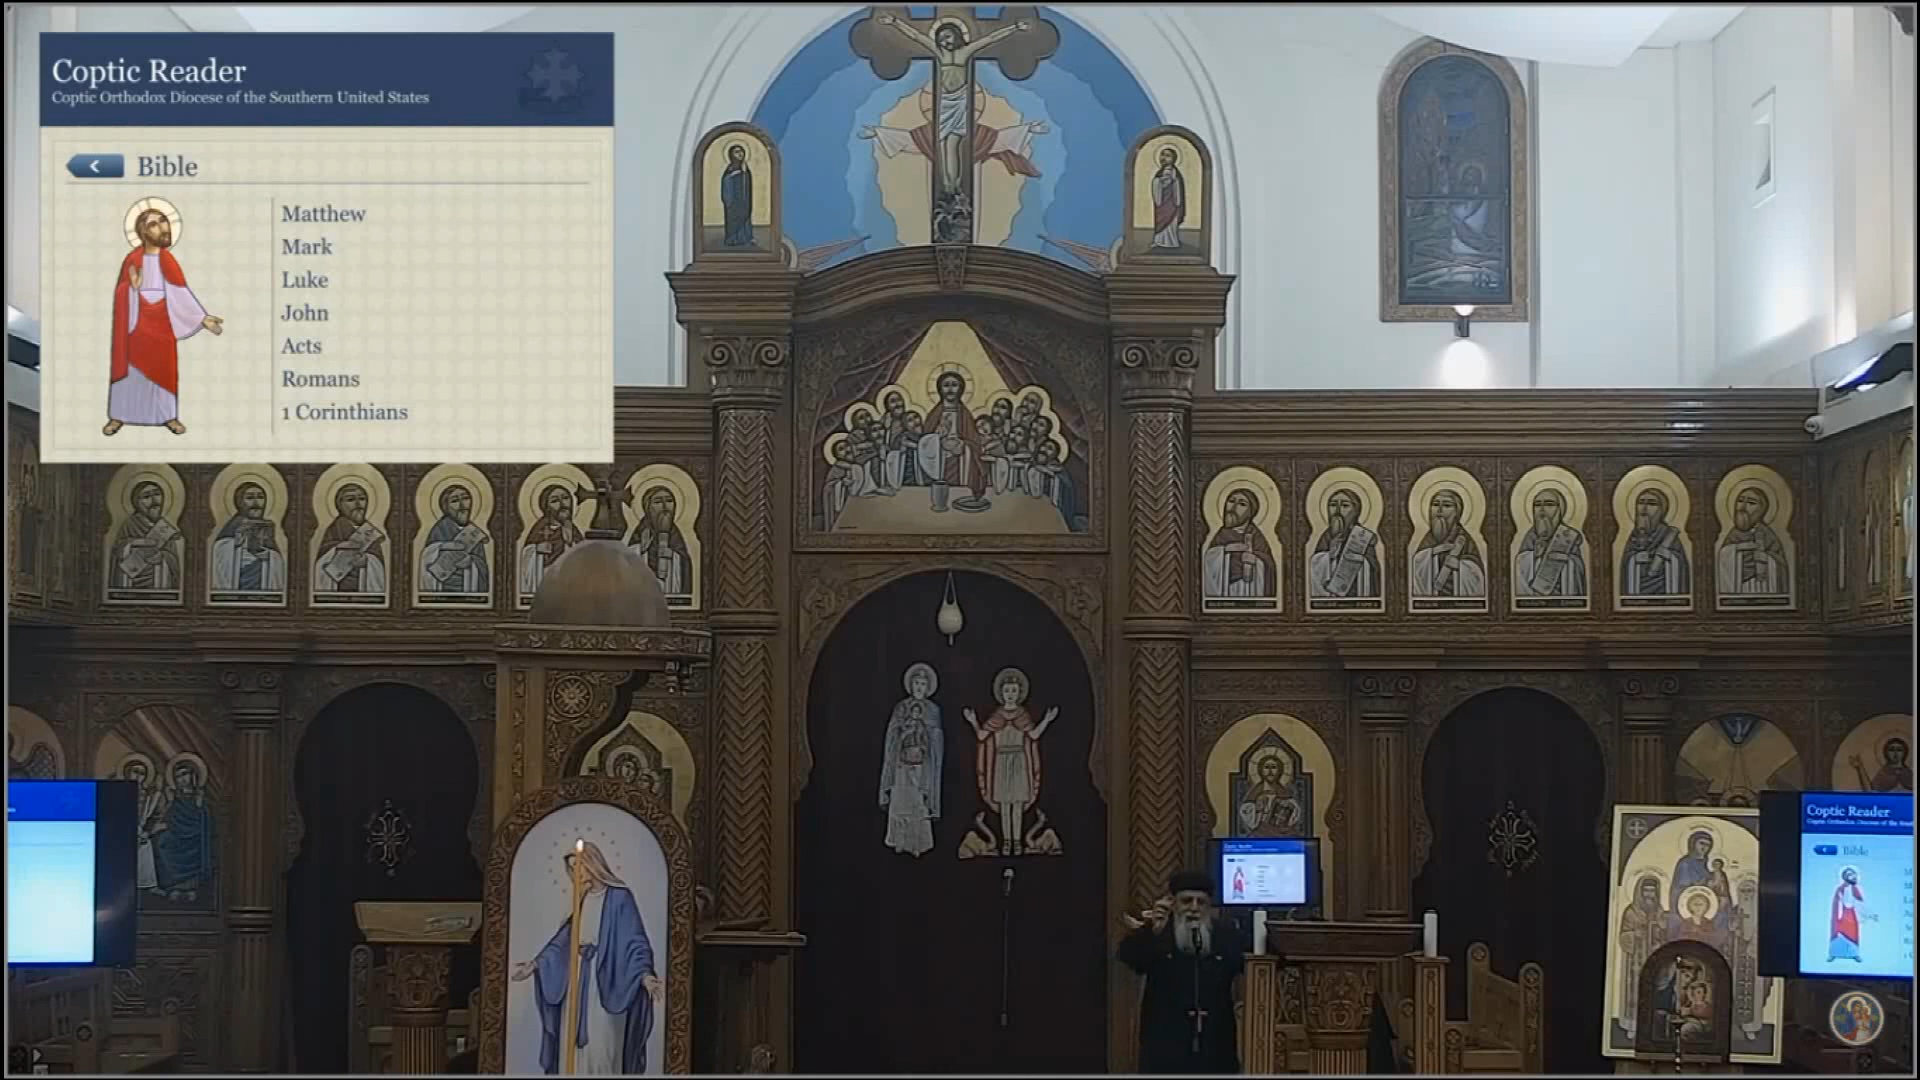 Coptic Reader
Coptic Orthodox Diocese of the Southern United States
Bible
Matthew
Mark
Luke
John
Acts
Romans
1 Corinthians
Coptic Reader
Bible